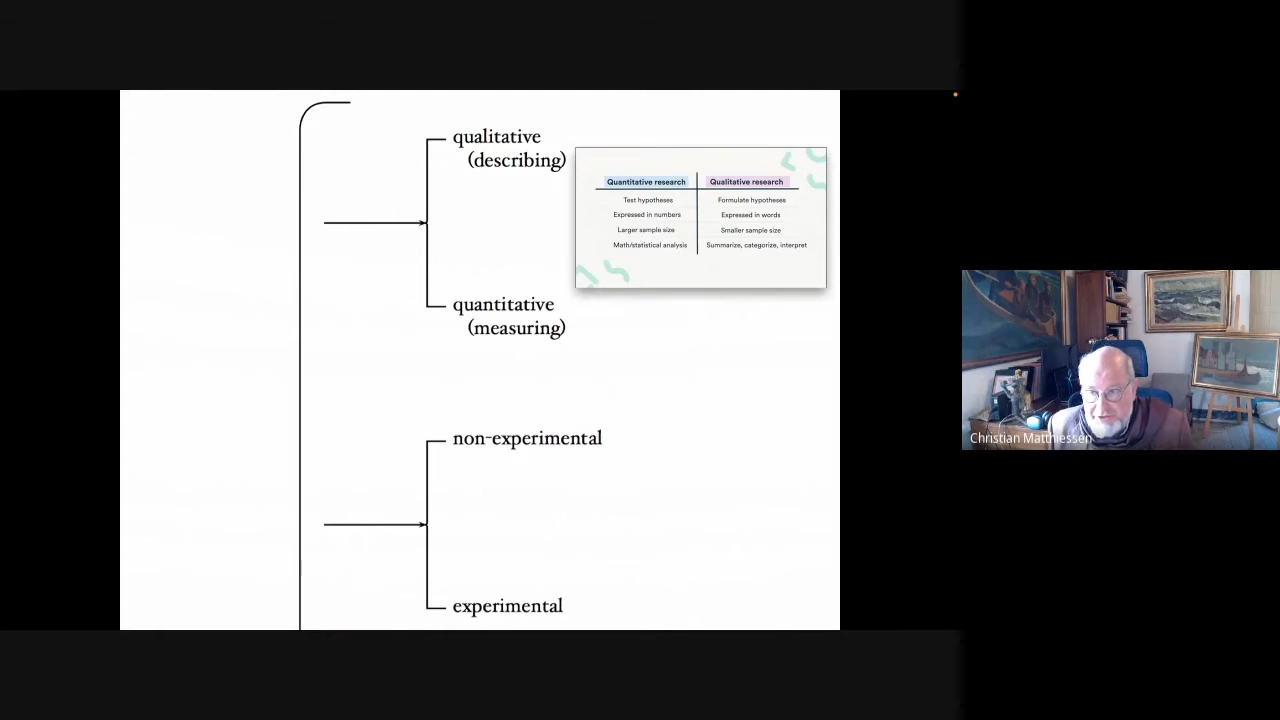 qualitative
(describing)
Quantitative research Qualitative research
Test hypotheses Formulate hypotheses
Expressed in numbers Expressed in words
Larger sample size Smaller sample size
Math/statistical analysis Summarize, categorize, interpret
quantitative
(measuring)
non-experimental
experimental
Christian Matthiessen